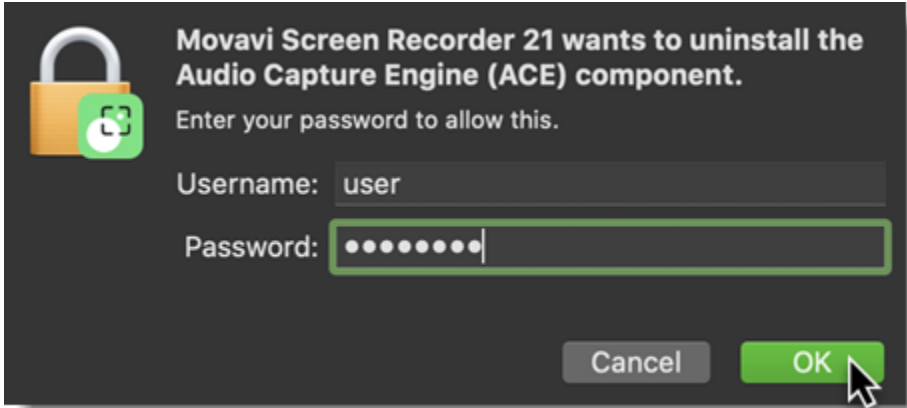 Movavi Screen Recorder 21 wants to uninstall the
Audio Capture Engine (ACE) component.
Enter your password to allow this.
Username: user
Password: ●●●●●●●●
Cancel OK